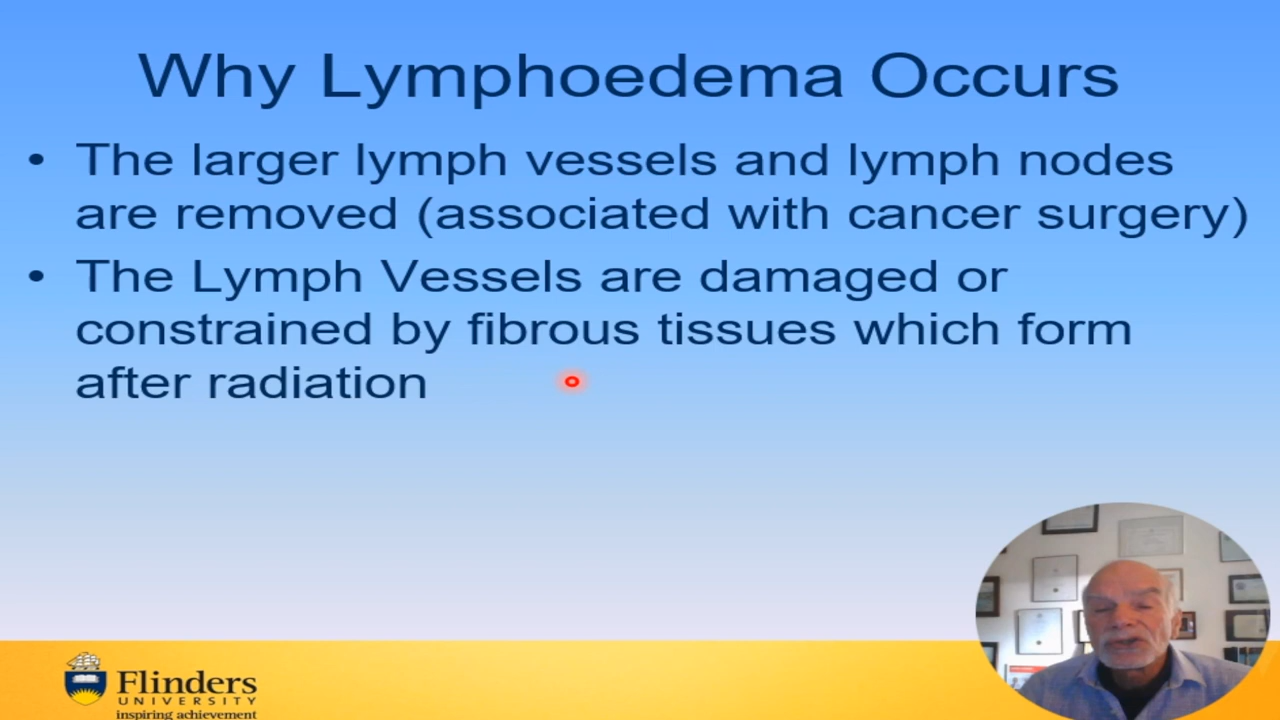 Why Lymphoedema Occurs
• The larger lymph vessels and lymph nodes
are removed (associated with cancer surgery)
• The Lymph Vessels are damaged or
constrained by fibrous tissues which form
after radiation
Flinders
UNIVERSITY
inspiring achievement